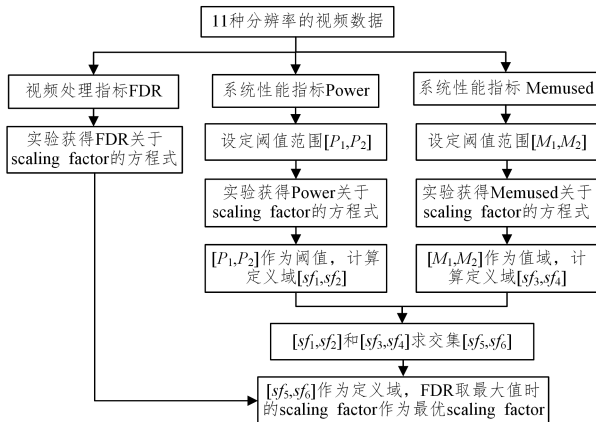 11种分辨率的视频数据
视频处理指标FDR
系统性能指标Power
系统性能指标 Memused
实验获得FDR关于
scaling factor的方程式
设定阈值范围[P1,P2]
设定阈值范围[M1,M2]
实验获得Power关于
scaling factor的方程式
实验获得Memused关于
scaling factor的方程式
[P1,P2]作为阈值，计算
定义域[sf1,sf2]
[M1,M2]作为值域，计
算定义域[sf3,sf4]
[sf1,sf2]和[sf3,sf4]求交集[sf5,sf6]
[sf5,sf6]作为定义域，FDR取最大值时
的scaling factor作为最优scaling factor